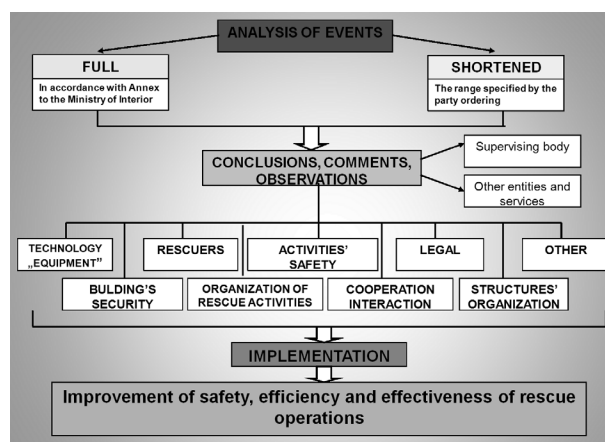 ANALYSIS OF EVENTS
FULL
In accordance with Annex
to the Ministry of Interior
SHORTENED
The range specified by the
party ordering
CONCLUSIONS, COMMENTS,
OBSERVATIONS
Supervising body
Other entities and
services
TECHNOLOGY
„EQUIPMENT”
RESCUERS
ACTIVITIES’
SAFETY
LEGAL
OTHER
BULDING’S
SECURITY
ORGANIZATION OF
RESCUE ACTIVITIES
COOPERATION
INTERACTION
STRUCTURES’
ORGANIZATION
IMPLEMENTATION
Improvement of safety, efficiency and effectiveness of rescue
operations